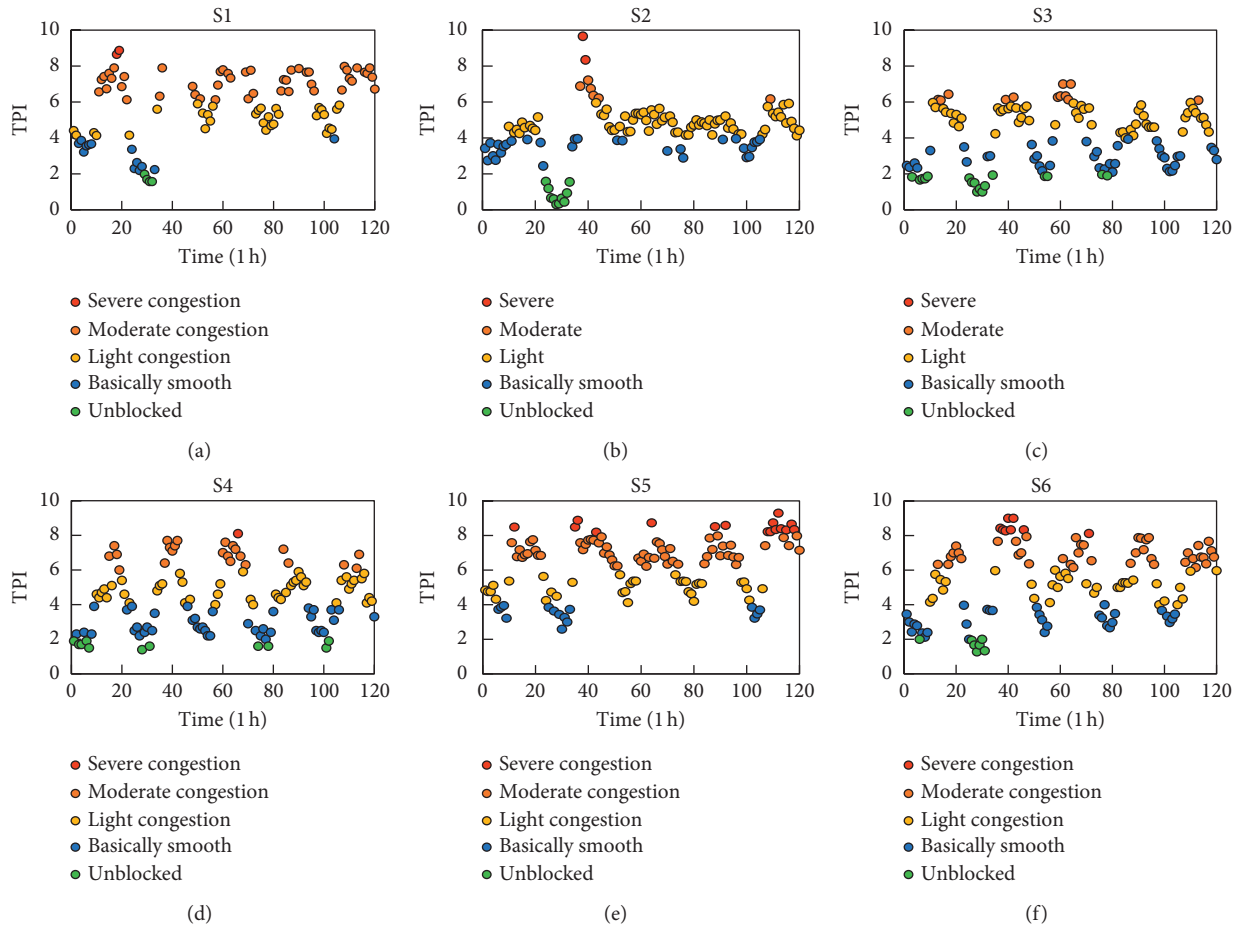 S1
10
8
6
4
2
0
TPI
0 20 40 60 80 100 120
Time (1 h)
Severe congestion
Moderate congestion
Light congestion
Basically smooth
Unblocked
(a)
S2
10
8
6
4
2
0
TPI
0 20 40 60 80 100 120
Time (1 h)
Severe
Moderate
Light
Basically smooth
Unblocked
(b)
S3
10
8
6
4
2
0
TPI
0 20 40 60 80 100 120
Time (1 h)
Severe
Moderate
Light
Basically smooth
Unblocked
(c)
S4
10
8
6
4
2
0
TPI
0 20 40 60 80 100 120
Time (1 h)
Severe congestion
Moderate congestion
Light congestion
Basically smooth
Unblocked
(d)
S5
10
8
6
4
2
0
TPI
0 20 40 60 80 100 120
Time (1 h)
Severe congestion
Moderate congestion
Light congestion
Basically smooth
Unblocked
(e)
S6
10
8
6
4
2
0
TPI
0 20 40 60 80 100 120
Time (1 h)
Severe congestion
Moderate congestion
Light congestion
Basically smooth
Unblocked
(f)